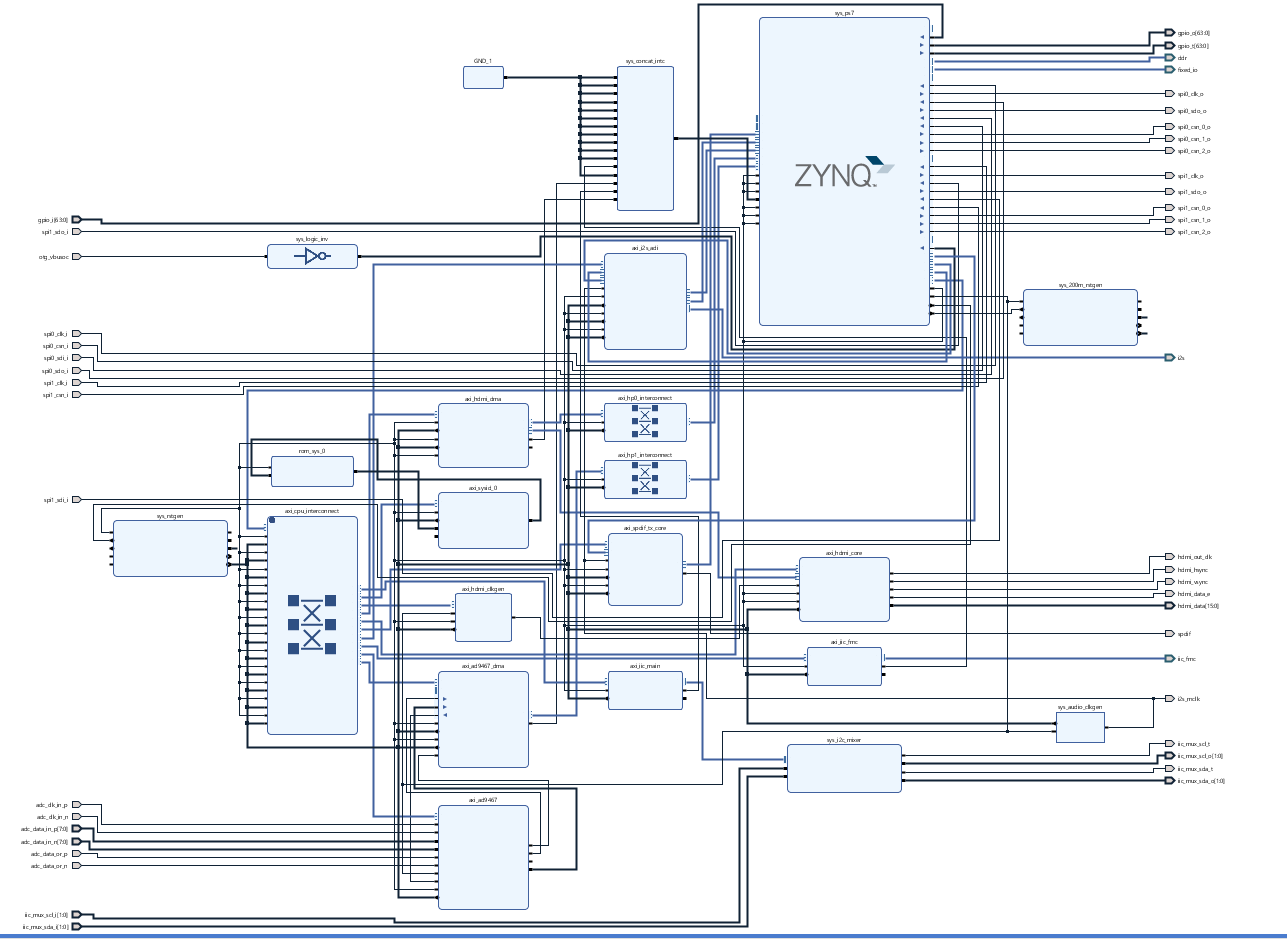 sys_ps7
gpio_o[63:0]
gpio_t[63:0]
ddr
fixed_io
GND_1
sys_concat_intc
spi0_clk_o
spi0_sdo_o
spi0_csn_0_o
spi0_csn_1_o
spi0_csn_2_o
ZYNQ
spi1_clk_o
spi1_sdo_o
spi1_csn_0_o
spi1_csn_1_o
spi1_csn_2_o
gpio_i[63:0]
spi1_sdo_i
sys_logic_inv
otg_vbusoc
axi_i2s_adi
sys_200m_rstgen
spi0_clk_i
spi0_csn_i
spi0_sdi_i
spi0_sdo_i
spi1_clk_i
spi1_csn_i
i2s
axi_hdmi_dma
axi_hp0_interconnect
rom_sys_0
axi_hp1_interconnect
axi_sysid_0
spi1_sdi_i
sys_rstgen
axi_cpu_interconnect
axi_spdif_tx_core
axi_hdmi_core
hdmi_out_clk
hdmi_hsync
hdmi_vsync
hdmi_data_e
hdmi_data[15:0]
axi_hdmi_clkgen
spdif
axi_iic_fmc
iic_fmc
axi_ad9467_dma
axi_iic_main
i2s_mclk
sys_audio_clkgen
sys_i2c_mixer
iic_mux_scl_t
iic_mux_scl_o[1:0]
iic_mux_sda_t
iic_mux_sda_o[1:0]
axi_ad9467
adc_clk_in_p
adc_clk_in_n
adc_data_in_p[7:0]
adc_data_in_n[7:0]
adc_data_or_p
adc_data_or_n
iic_mux_scl_i[1:0]
iic_mux_sda_i[1:0]